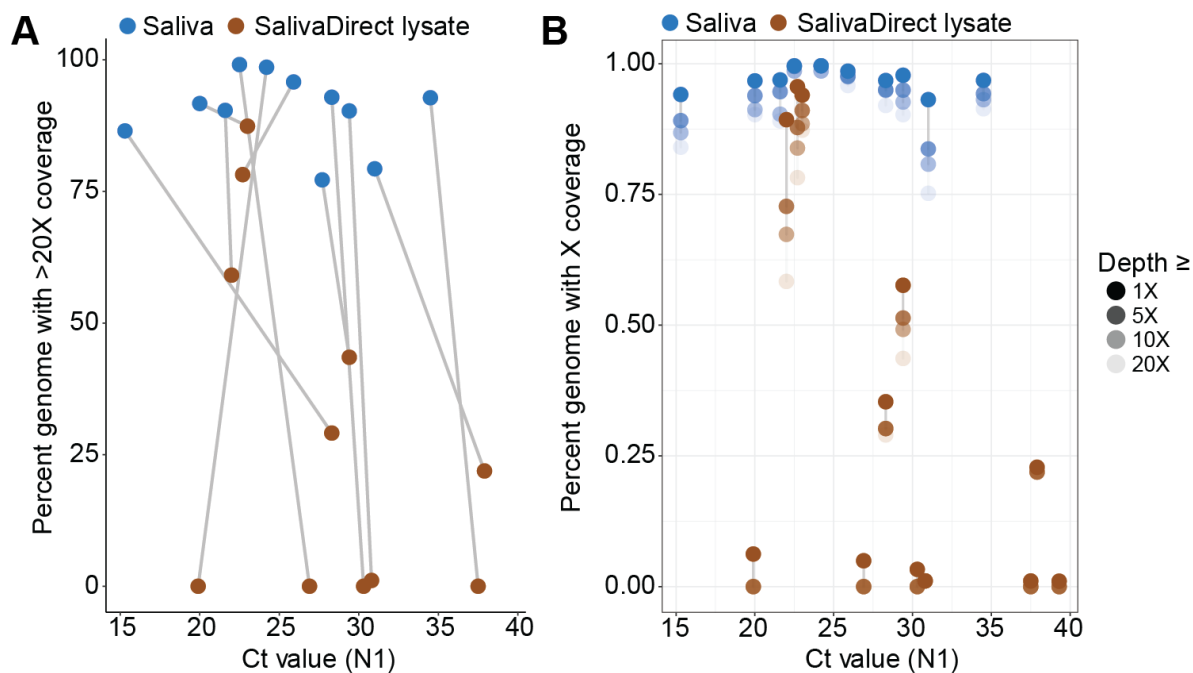 A
Saliva
SalivaDirect lysate
Percent genome with >20X coverage
100
75
50
25
0
15
20
25
30
35
40
Ct value (N1)
B
Saliva
SalivaDirect lysate
Percent genome with X coverage
1.00
0.75
0.50
0.25
0.00
15
20
25
30
35
40
Ct value (N1)
Depth ≥
1X
5X
10X
20X